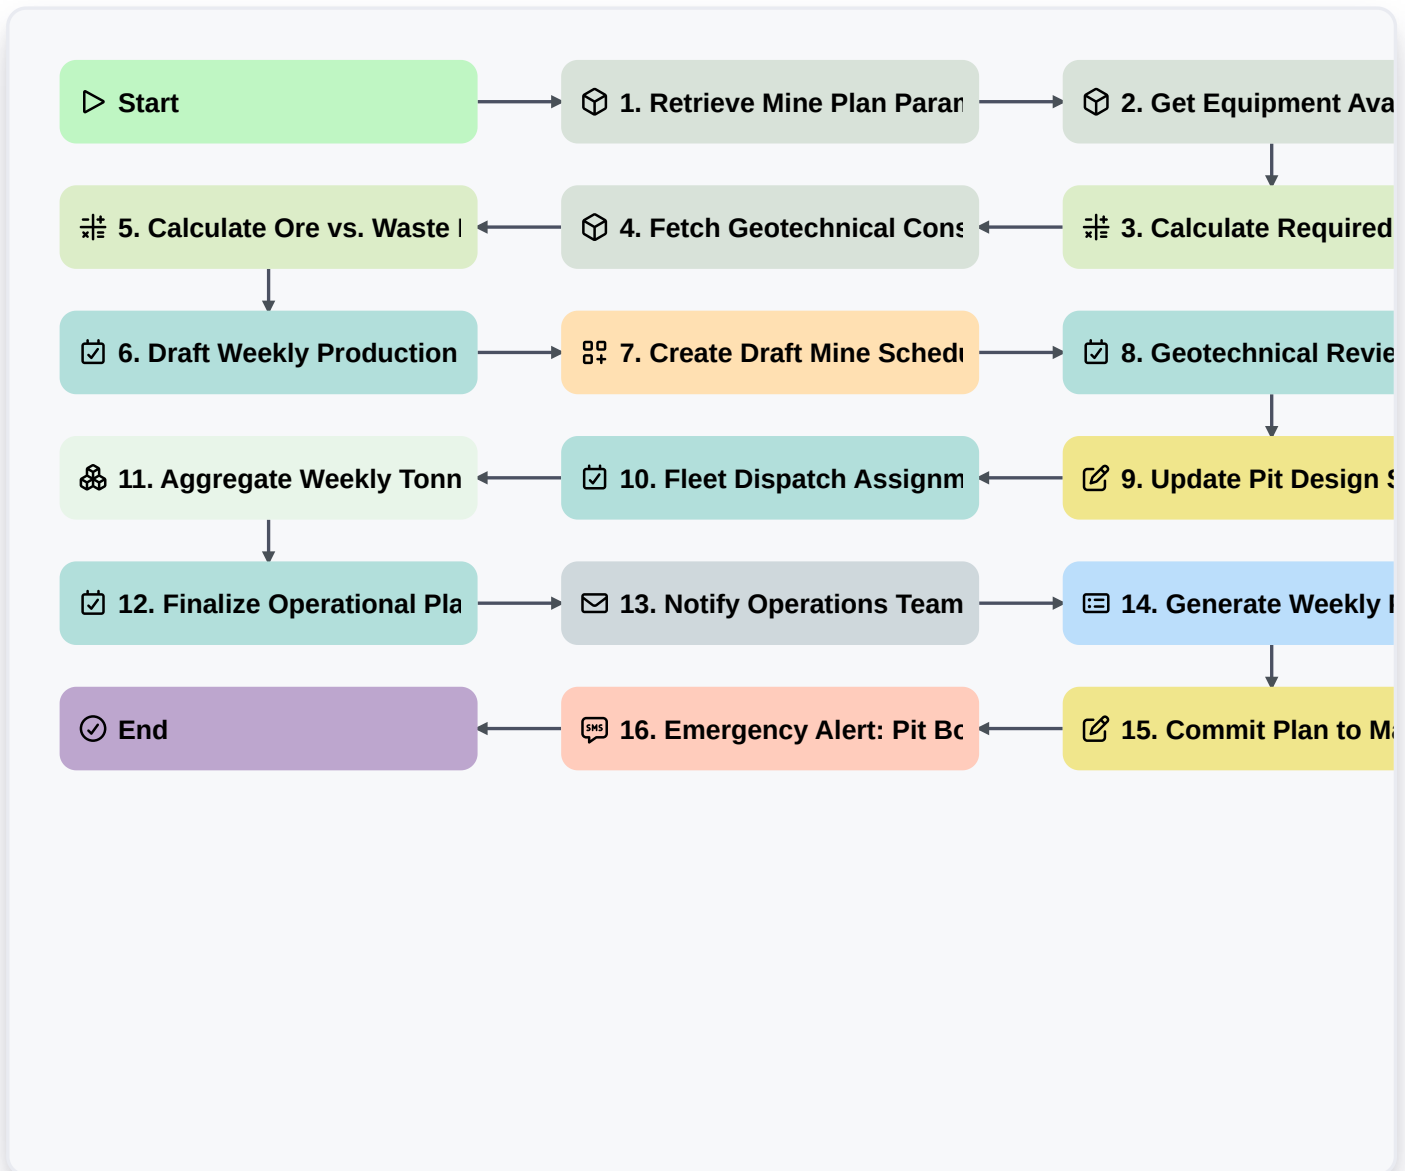 Start
1. Retrieve Mine Plan Param
2. Get Equipment Ava
5. Calculate Ore vs. Waste
4. Fetch Geotechnical Cons
3. Calculate Required
6. Draft Weekly Production
7. Create Draft Mine Schedu
8. Geotechnical Revie
11. Aggregate Weekly Tonn
10. Fleet Dispatch Assignm
9. Update Pit Design S
12. Finalize Operational Pla
13. Notify Operations Team
14. Generate Weekly
End
SMS
16. Emergency Alert: Pit Bo
15. Commit Plan to Ma